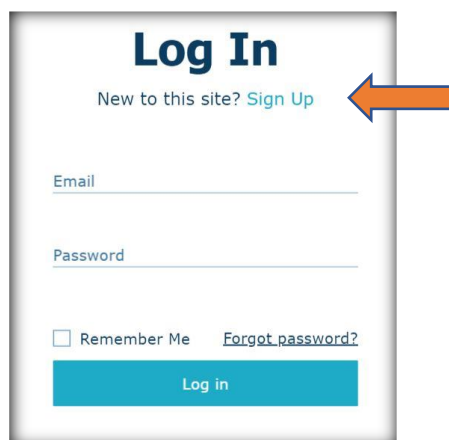 Log In
New to this site? Sign Up
Email
Password
Remember Me Forgot password?
Log in